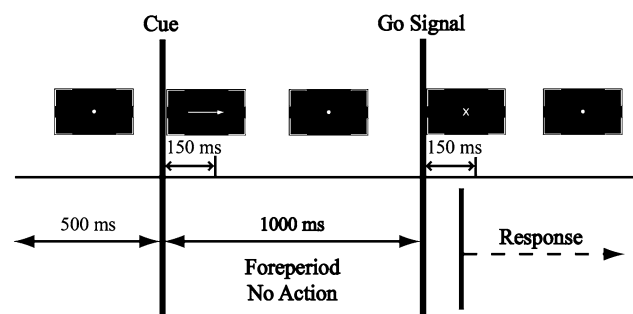 Cue
Go Signal
x
150 ms
150 ms
500 ms
1000 ms
Response
Foreperiod
No Action